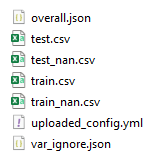 overall.json
test.csv
test_nan.csv
train.csv
train_nan.csv
uploaded_config.yml
var_ignore.json